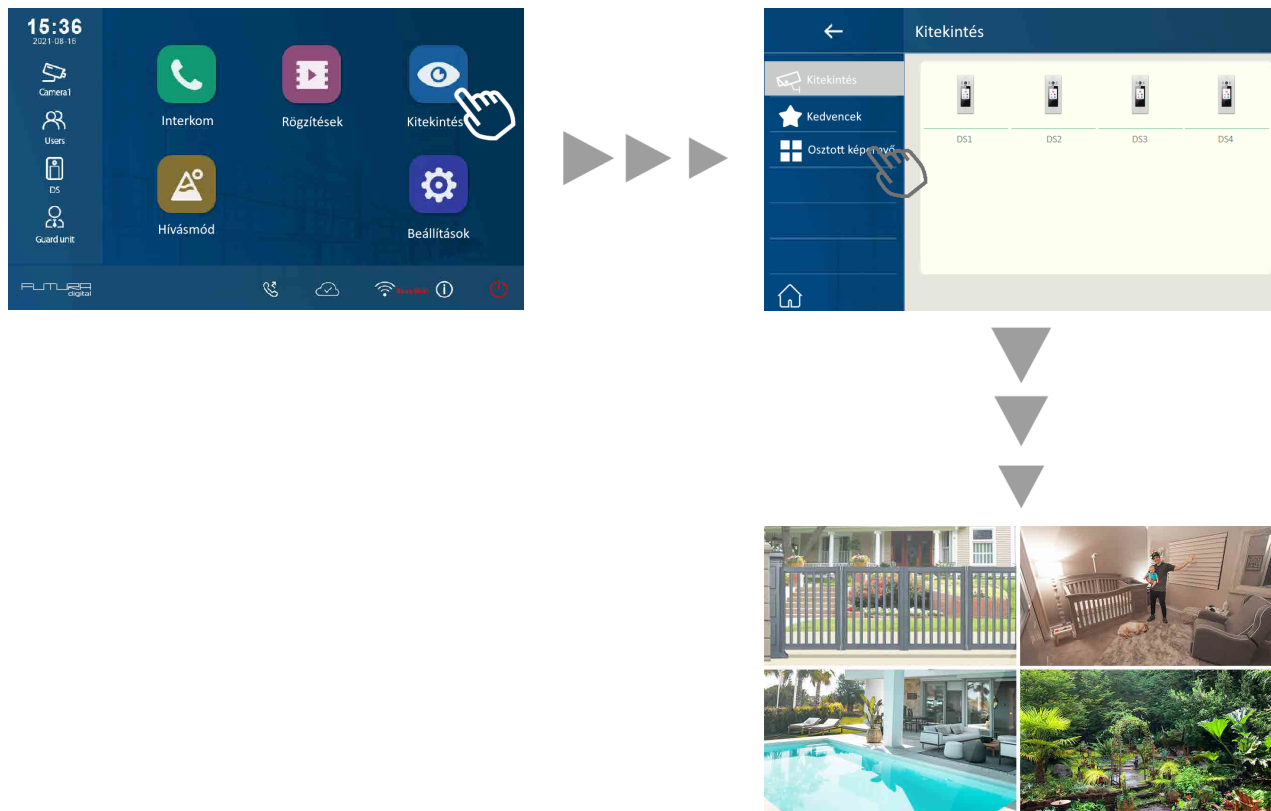 15:36
2021-08-16
Camera1
Users
DS
Guard unit
Interkom
Rögzítések
Kitekintés
Hívásmód
Beállítások
FUTURA
digital
Kitekintés
Kitekintés
Kedvencek
Osztott képernyő
DS1
DS2
DS3
DS4